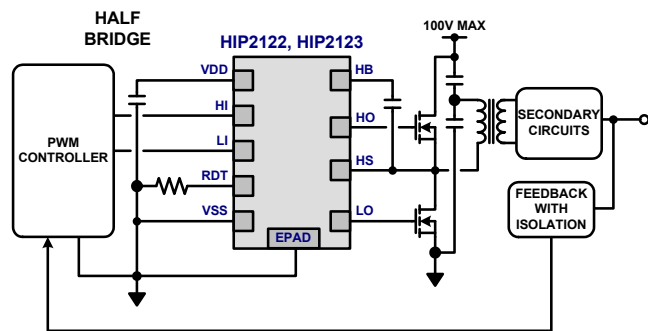 HALF
BRIDGE
HIP2122, HIP2123
100V MAX
VDD
HB
HI
HO
LI
HS
RDT
VSS
LO
EPAD
PWM
CONTROLLER
SECONDARY
CIRCUITS
FEEDBACK
WITH
ISOLATION